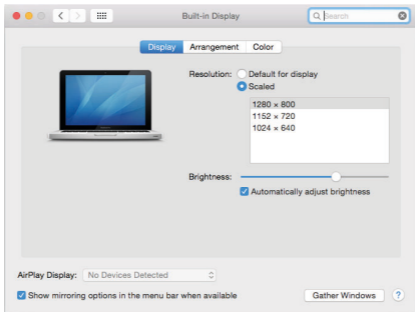 Built-in Display
Search
Display Arrangement Color
Resolution: Default for display
Scaled
1280 × 800
1152 × 720
1024 × 640
Brightness:
Automatically adjust brightness
AirPlay Display: No Devices Detected
Show mirroring options in the menu bar when available
Gather Windows ?